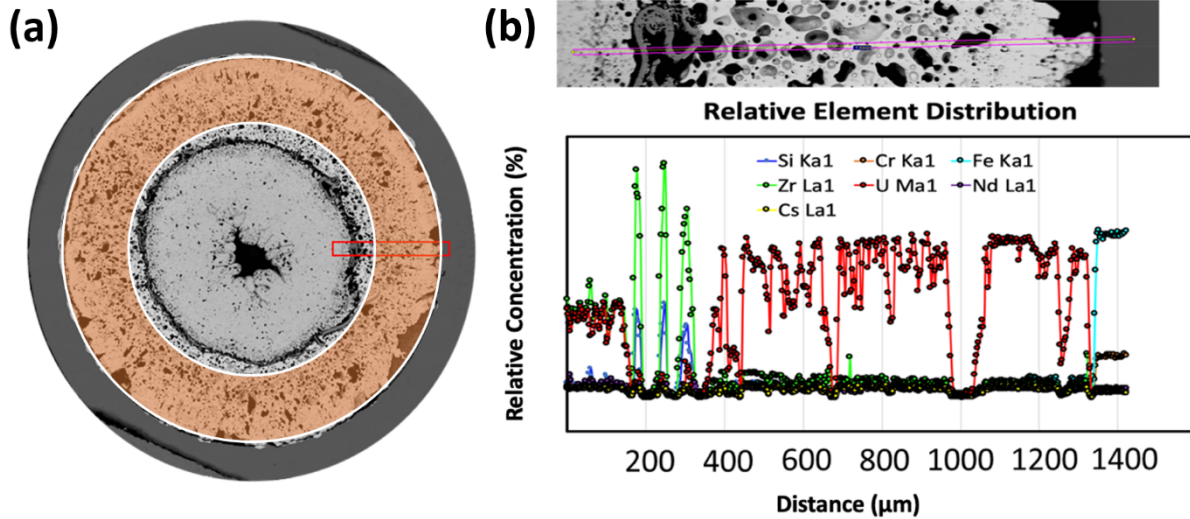 (a)
(b)
Relative Element Distribution
Relative Concentration (%)
Si Ka1
Cr Ka1
Fe Ka1
Zr La1
U Ma1
Nd La1
Cs La1
200
400
600
800
1000
1200
1400
Distance (μm)